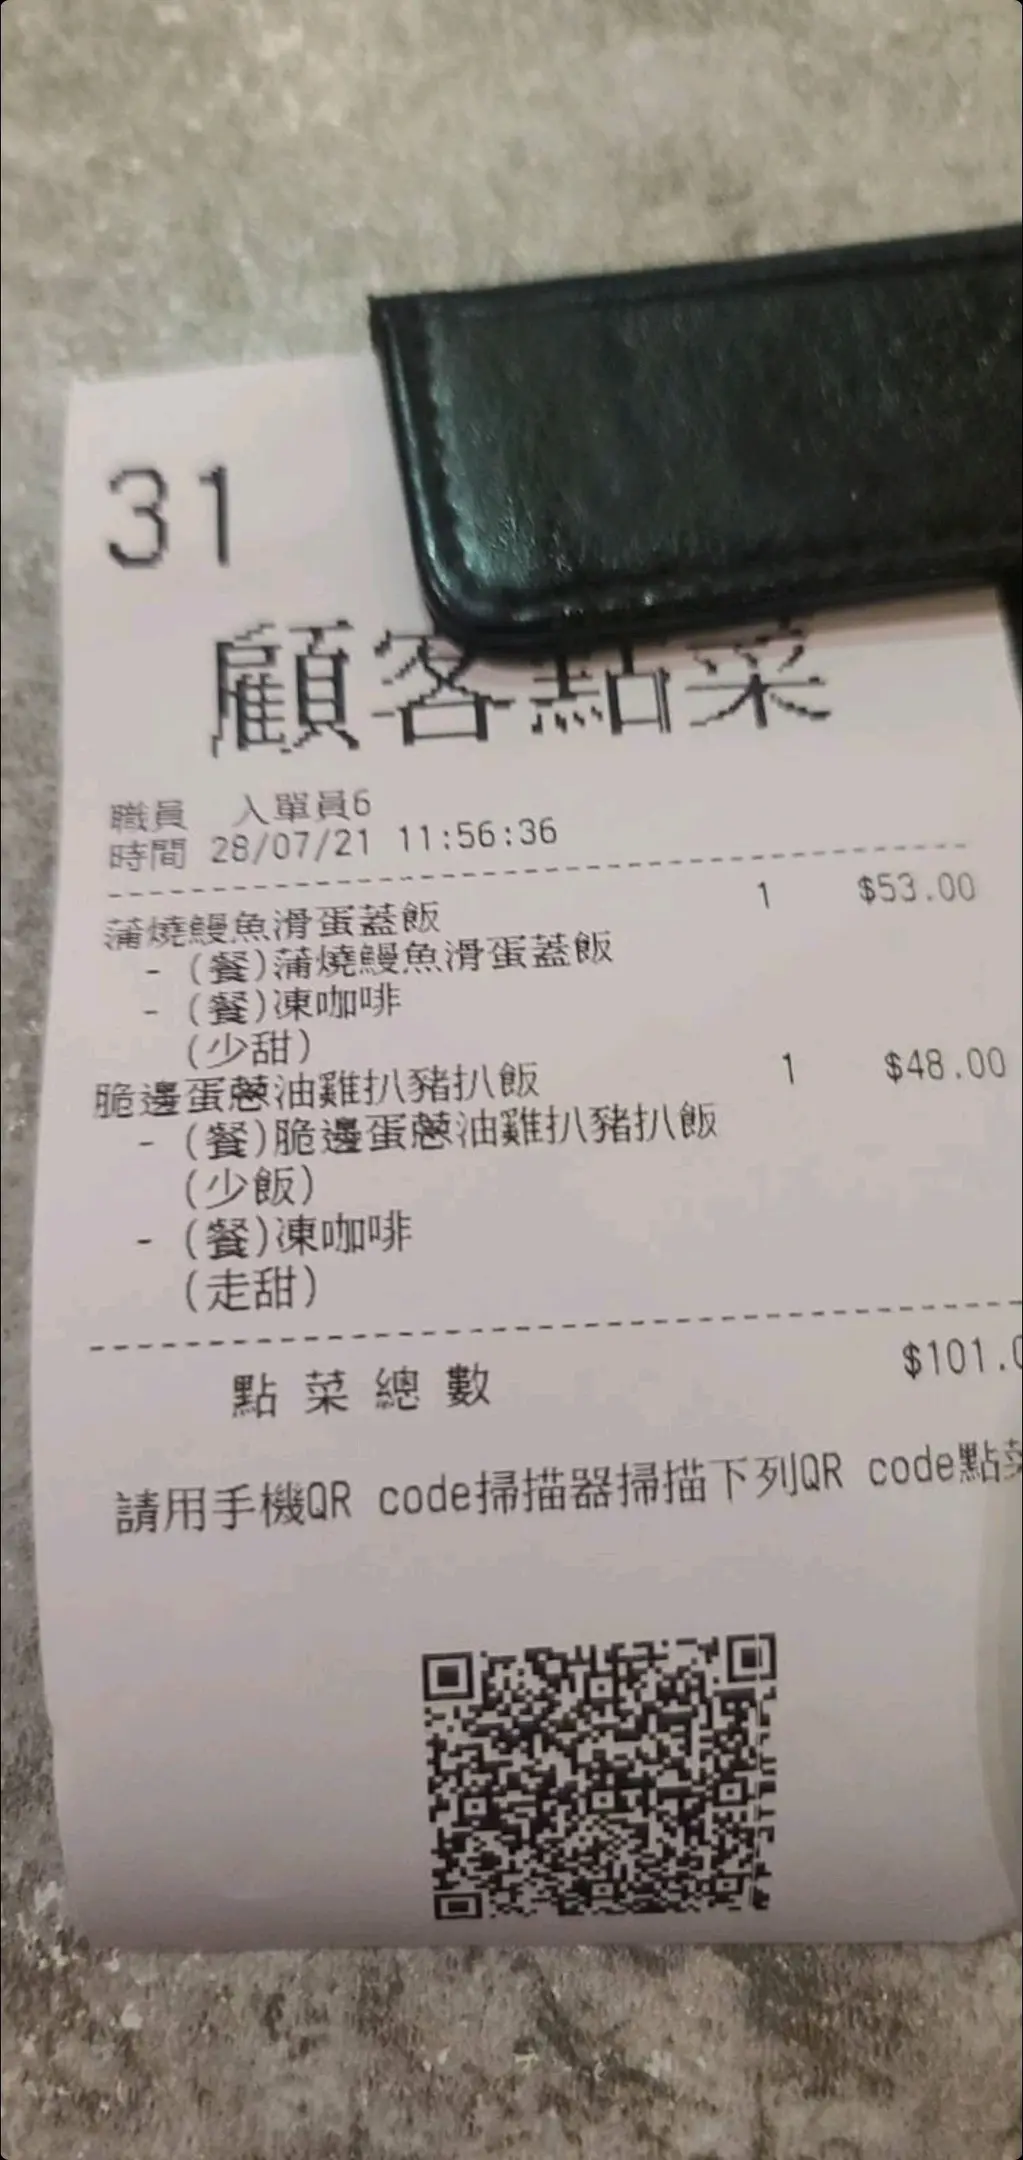 31
顧客點菜
職員 入單員6
時間 28/07/21 11:56:36
蒲燒鰻魚滑蛋蓋飯 1 $53.00
- (餐)蒲燒鰻魚滑蛋蓋飯
- (餐)凍咖啡
(少甜)
脆邊蛋蔥油雞扒豬扒飯 1 $48.00
- (餐)脆邊蛋蔥油雞扒豬扒飯
(少飯)
- (餐)凍咖啡
(走甜)
點菜總數 $101.0
請用手機QR code掃描器掃描下列QR code點菜